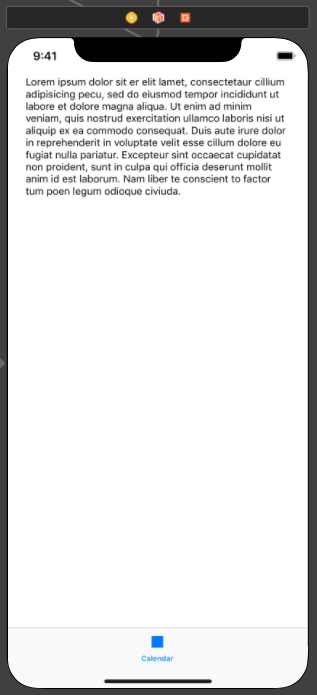 9:41
Lorem ipsum dolor sit er elit lamet, consectetaur cillium
adipisicing pecu, sed do eiusmod tempor incididunt ut
labore et dolore magna aliqua. Ut enim ad minim
veniam, quis nostrud exercitation ullamco laboris nisi ut
aliquip ex ea commodo consequat. Duis aute irure dolor
in reprehenderit in voluptate velit esse cillum dolore eu
fugiat nulla pariatur. Excepteur sint occaecat cupidatat
non proident, sunt in culpa qui officia deserunt mollit
anim id est laborum. Nam liber te conscient to factor
tum poen legum odioque civiuda.
Calendar